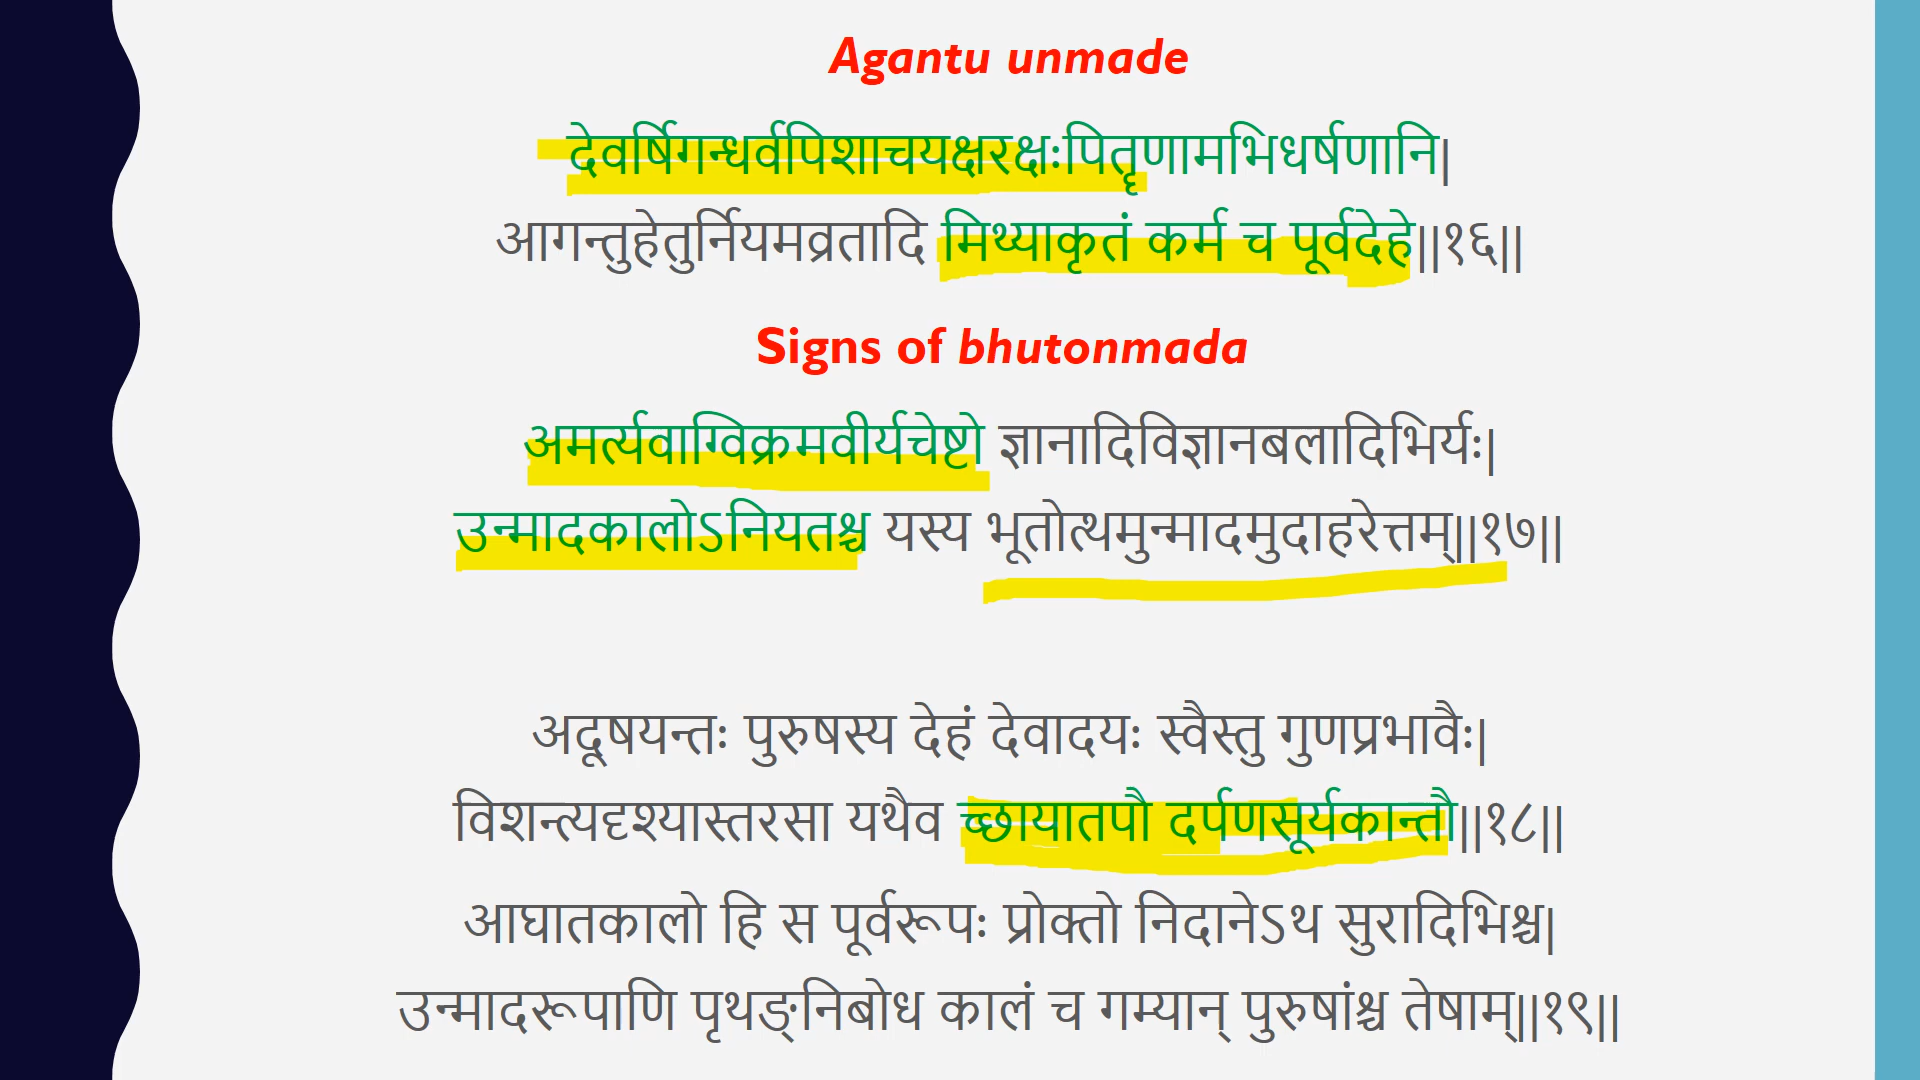 Agantu unmade
देवर्षिगन्धर्वपिशाचयक्षरक्षःपितॄणामभिधर्षणानि|
आगन्तुहेतुर्नियमव्रतादि मिथ्याकृतं कर्म च पूर्वदेहे||१६||
Signs of bhutonmada
अमर्त्यवाग्विक्रमवीर्यचेष्टो ज्ञानादिविज्ञानबलादिभिर्यः|
उन्मादकालोऽनियतश्च यस्य भूतोत्थमुन्मादमुदाहरेत्तम्||१७||
अदूषयन्तः पुरुषस्य देहं देवादयः स्वैस्तु गुणप्रभावैः|
विशन्त्यदृश्यास्तरसा यथैव च्छायातपौ दर्पणसूर्यकान्तौ||१८||
आघातकालो हि स पूर्वरूपः प्रोक्तो निदानेऽथ सुरादिभिश्च|
उन्मादरूपाणि पृथङ्निबोध कालं च गम्यान् पुरुषांश्च तेषाम्||१९||